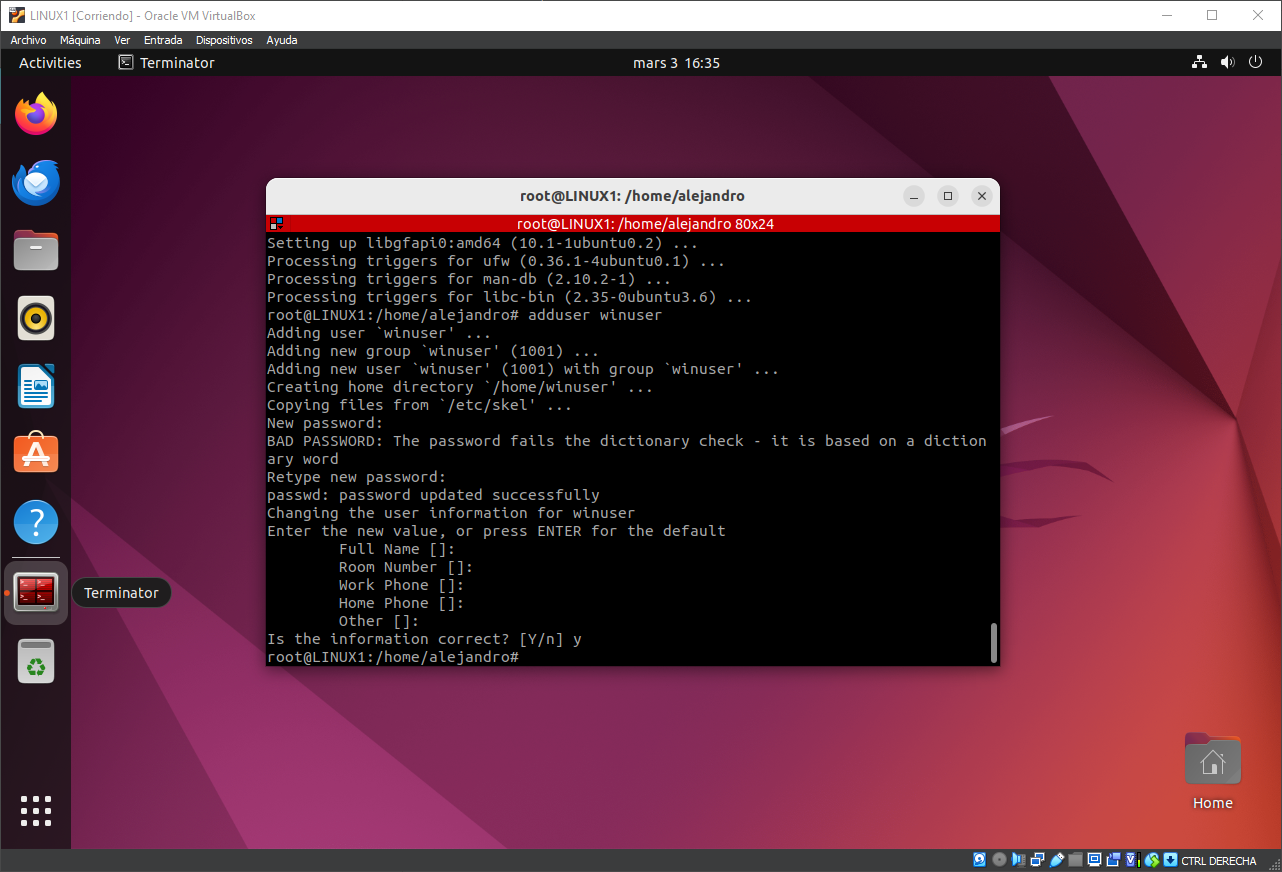 LINUX1 [Corriendo] - Oracle VM VirtualBox
Archivo Máquina Ver Entrada Dispositivos Ayuda
Activities Terminator mars 3 16:35
root@LINUX1: /home/alejandro
root@LINUX1: /home/alejandro 80x24
Setting up libgfapi0:amd64 (10.1-1ubuntu0.2) ...
Processing triggers for ufw (0.36.1-4ubuntu0.1) ...
Processing triggers for man-db (2.10.2-1) ...
Processing triggers for libc-bin (2.35-0ubuntu3.6) ...
root@LINUX1:/home/alejandro# adduser winuser
Adding user `winuser' ...
Adding new group `winuser' (1001) ...
Adding new user `winuser' (1001) with group `winuser' ...
Creating home directory `/home/winuser' ...
Copying files from `/etc/skel' ...
New password:
BAD PASSWORD: The password fails the dictionary check - it is based on a diction
ary word
Retype new password:
passwd: password updated successfully
Changing the user information for winuser
Enter the new value, or press ENTER for the default
Full Name []:
Room Number []:
Work Phone []:
Home Phone []:
Other []:
Is the information correct? [Y/n] y
root@LINUX1:/home/alejandro#
Terminator
Home
CTRL DERECHA